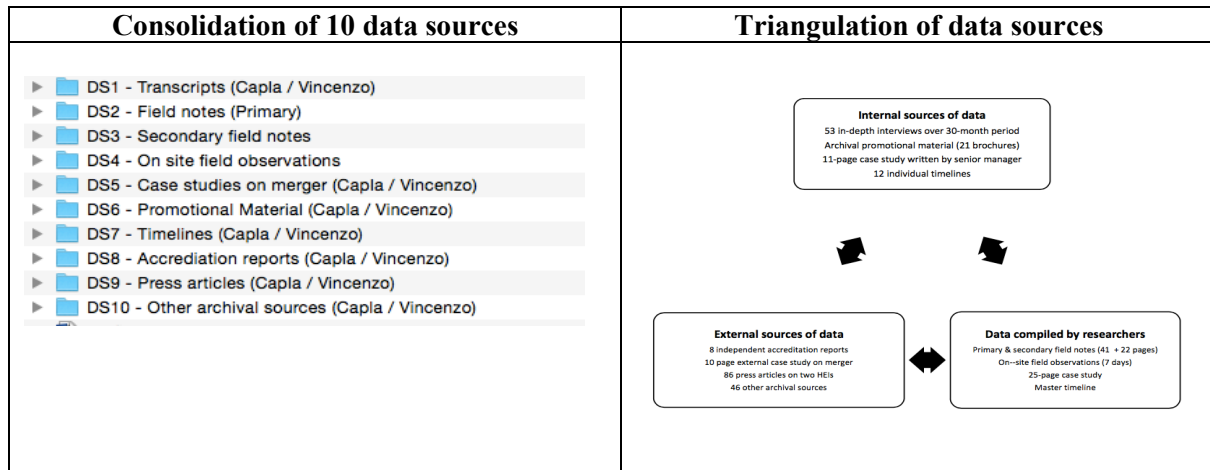 Consolidation of 10 data sources
Triangulation of data sources
DS1 - Transcripts (Capla / Vincenzo)
DS2 - Field notes (Primary)
DS3 - Secondary field notes
DS4 - On site field observations
DS5 - Case studies on merger (Capla / Vincenzo)
DS6 - Promotional Material (Capla / Vincenzo)
DS7 - Timelines (Capla / Vincenzo)
DS8 - Accrediation reports (Capla / Vincenzo)
DS9 - Press articles (Capla / Vincenzo)
DS10 - Other archival sources (Capla / Vincenzo)
Internal sources of data
53 in-depth interviews over 30-month period
Archival promotional material (21 brochures)
11-page case study written by senior manager
12 individual timelines
External sources of data
8 independent accreditation reports
10 page external case study on merger
86 press articles on two HEIs
46 other archival sources
Data compiled by researchers
Primary & secondary field notes (41 + 22 pages)
On--site field observations (7 days)
25-page case study
Master timeline